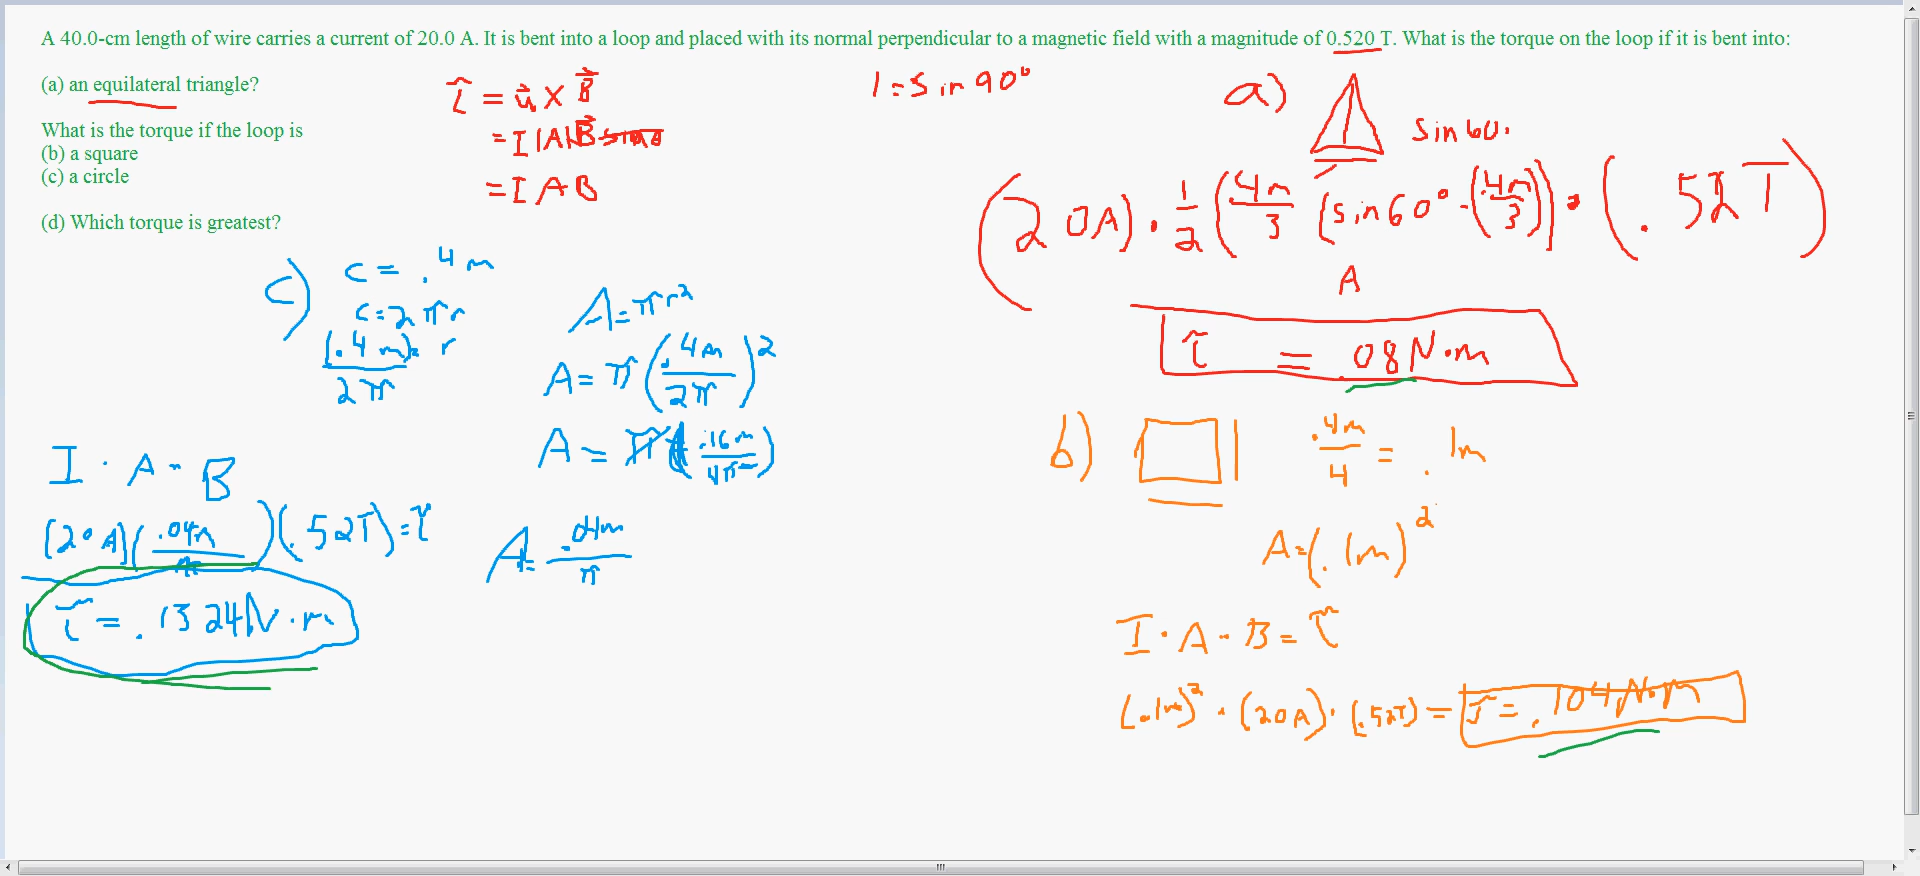 A 40.0-cm length of wire carries a current of 20.0 A. It is bent into a loop and placed with its normal perpendicular to a magnetic field with a magnitude of 0.520 T. What is the torque on the loop if it is bent into:
(a) an equilateral triangle?
What is the torque if the loop is
(b) a square
(c) a circle
(d) Which torque is greatest?
τ = u⃗ × B⃗
= I |A| B⃗ sin θ
= I A B
1 = sin 90°
a)
sin 60°
(20A) · 1/2 (.4m/3 (sin 60° · (.4m/3)) · (.52T)
A
τ = .08 N·m
b)
.4m/4 = .1m
A = (.1m)²
I · A · B = τ
(.1m)² · (20A) · (.52T) = τ = .104 N·m
c)
c = .4m
c = 2πr
(.4m)/2π = r
A = πr²
A = π(.4m/2π)²
A = π(.16m/4π²)
A = .04m/π
I · A · B
(20A)(.04m/π)(.52T) = τ
τ = .1324 N·m